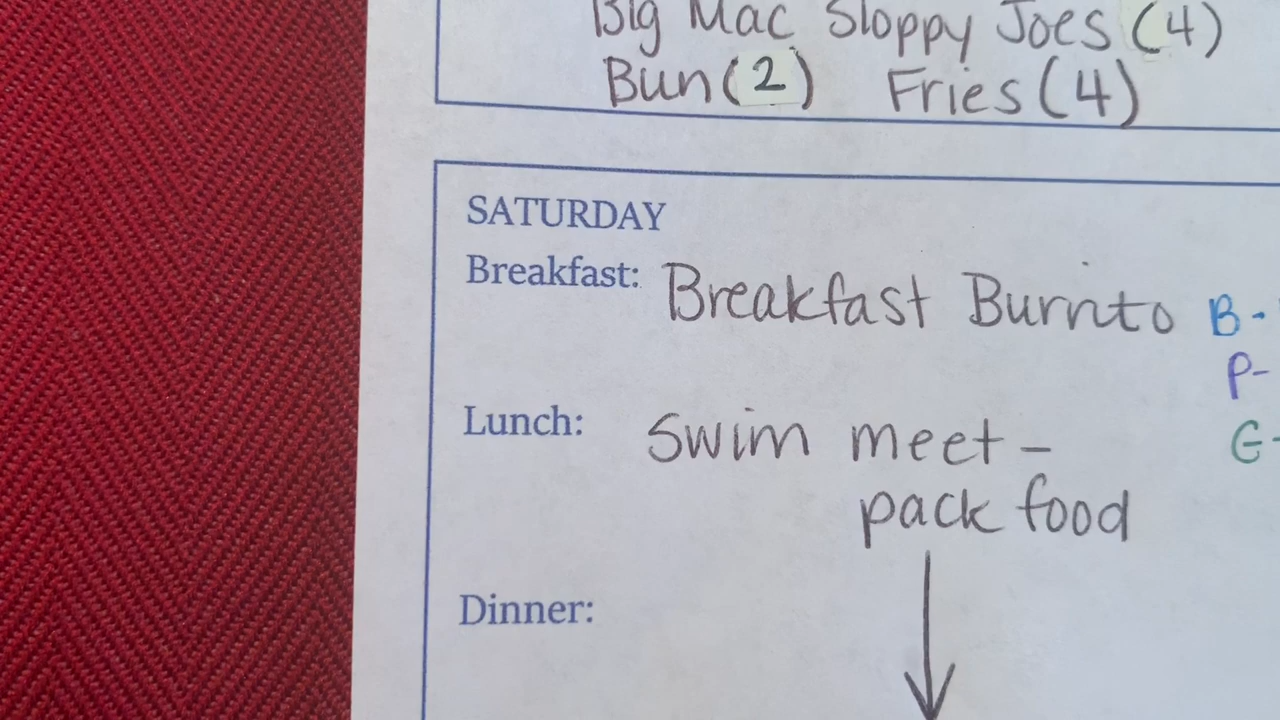 Big Mac Sloppy Joes (4)
Bun (2) Fries (4)
SATURDAY
Breakfast: Breakfast Burrito B-
P-
Lunch: Swim meet - G-
pack food
Dinner: